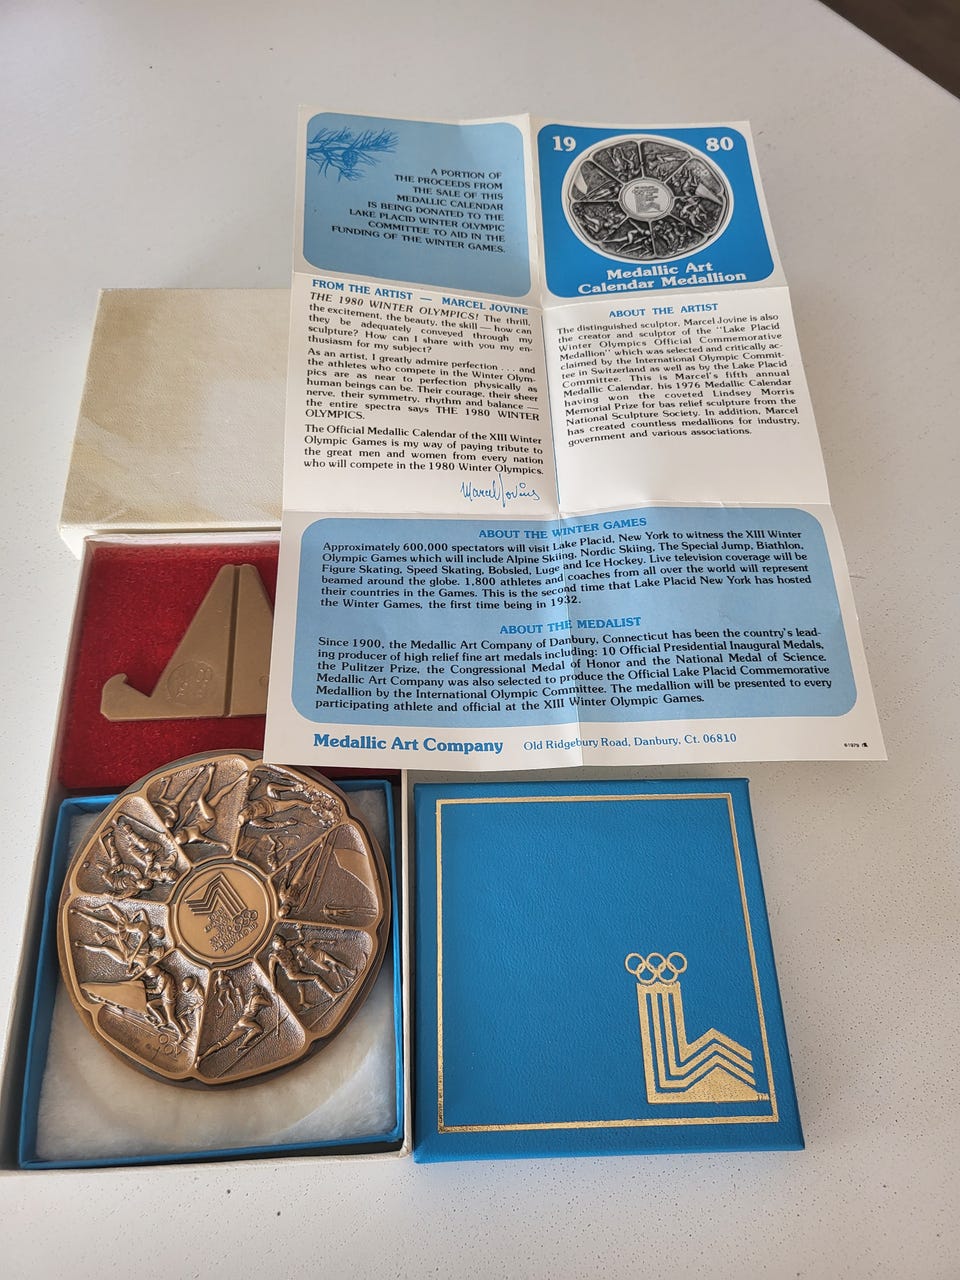 A PORTION OF
THE PROCEEDS FROM
THE SALE OF THIS
MEDALLIC CALENDAR
IS BEING DONATED TO THE
LAKE PLACID WINTER OLYMPIC
COMMITTEE TO AID IN THE
FUNDING OF THE WINTER GAMES.
19 80
Medallic Art
Calendar Medallion
FROM THE ARTIST — MARCEL JOVINE
THE 1980 WINTER OLYMPICS! The thrill,
the excitement, the beauty, the skill — how can
they be adequately conveyed through my
sculpture? How can I share with you my en-
thusiasm for my subject?
As an artist, I greatly admire perfection . . . and
the athletes who compete in the Winter Olym-
pics are as near to perfection physically as
human beings can be. Their courage, their sheer
nerve, their symmetry, rhythm and balance —
the entire spectra says THE 1980 WINTER
OLYMPICS.
The Official Medallic Calendar of the XIII Winter
Olympic Games is my way of paying tribute to
the great men and women from every nation
who will compete in the 1980 Winter Olympics.
Marcel Jovine
ABOUT THE ARTIST
The distinguished sculptor, Marcel Jovine is also
the creator and sculptor of the "Lake Placid
Winter Olympics Official Commemorative
Medallion" which was selected and critically ac-
claimed by the International Olympic Commit-
tee in Switzerland as well as by the Lake Placid
Committee. This is Marcel's fifth annual
Medallic Calendar, his 1976 Medallic Calendar
having won the coveted Lindsey Morris
Memorial Prize for bas relief sculpture from the
National Sculpture Society. In addition, Marcel
has created countless medallions for industry,
government and various associations.
ABOUT THE WINTER GAMES
Approximately 600,000 spectators will visit Lake Placid, New York to witness the XIII Winter
Olympic Games which will include Alpine Skiing, Nordic Skiing, The Special Jump, Biathlon,
Figure Skating, Speed Skating, Bobsled, Luge and Ice Hockey. Live television coverage will be
beamed around the globe. 1,800 athletes and coaches from all over the world will represent
their countries in the Games. This is the second time that Lake Placid New York has hosted
the Winter Games, the first time being in 1932.
ABOUT THE MEDALIST
Since 1900, the Medallic Art Company of Danbury, Connecticut has been the country's lead-
ing producer of high relief fine art medals including: 10 Official Presidential Inaugural Medals,
the Pulitzer Prize, the Congressional Medal of Honor and the National Medal of Science.
Medallic Art Company was also selected to produce the Official Lake Placid Commemorative
Medallion by the International Olympic Committee. The medallion will be presented to every
participating athlete and official at the XIII Winter Olympic Games.
Medallic Art Company Old Ridgebury Road, Danbury, Ct. 06810
©1979